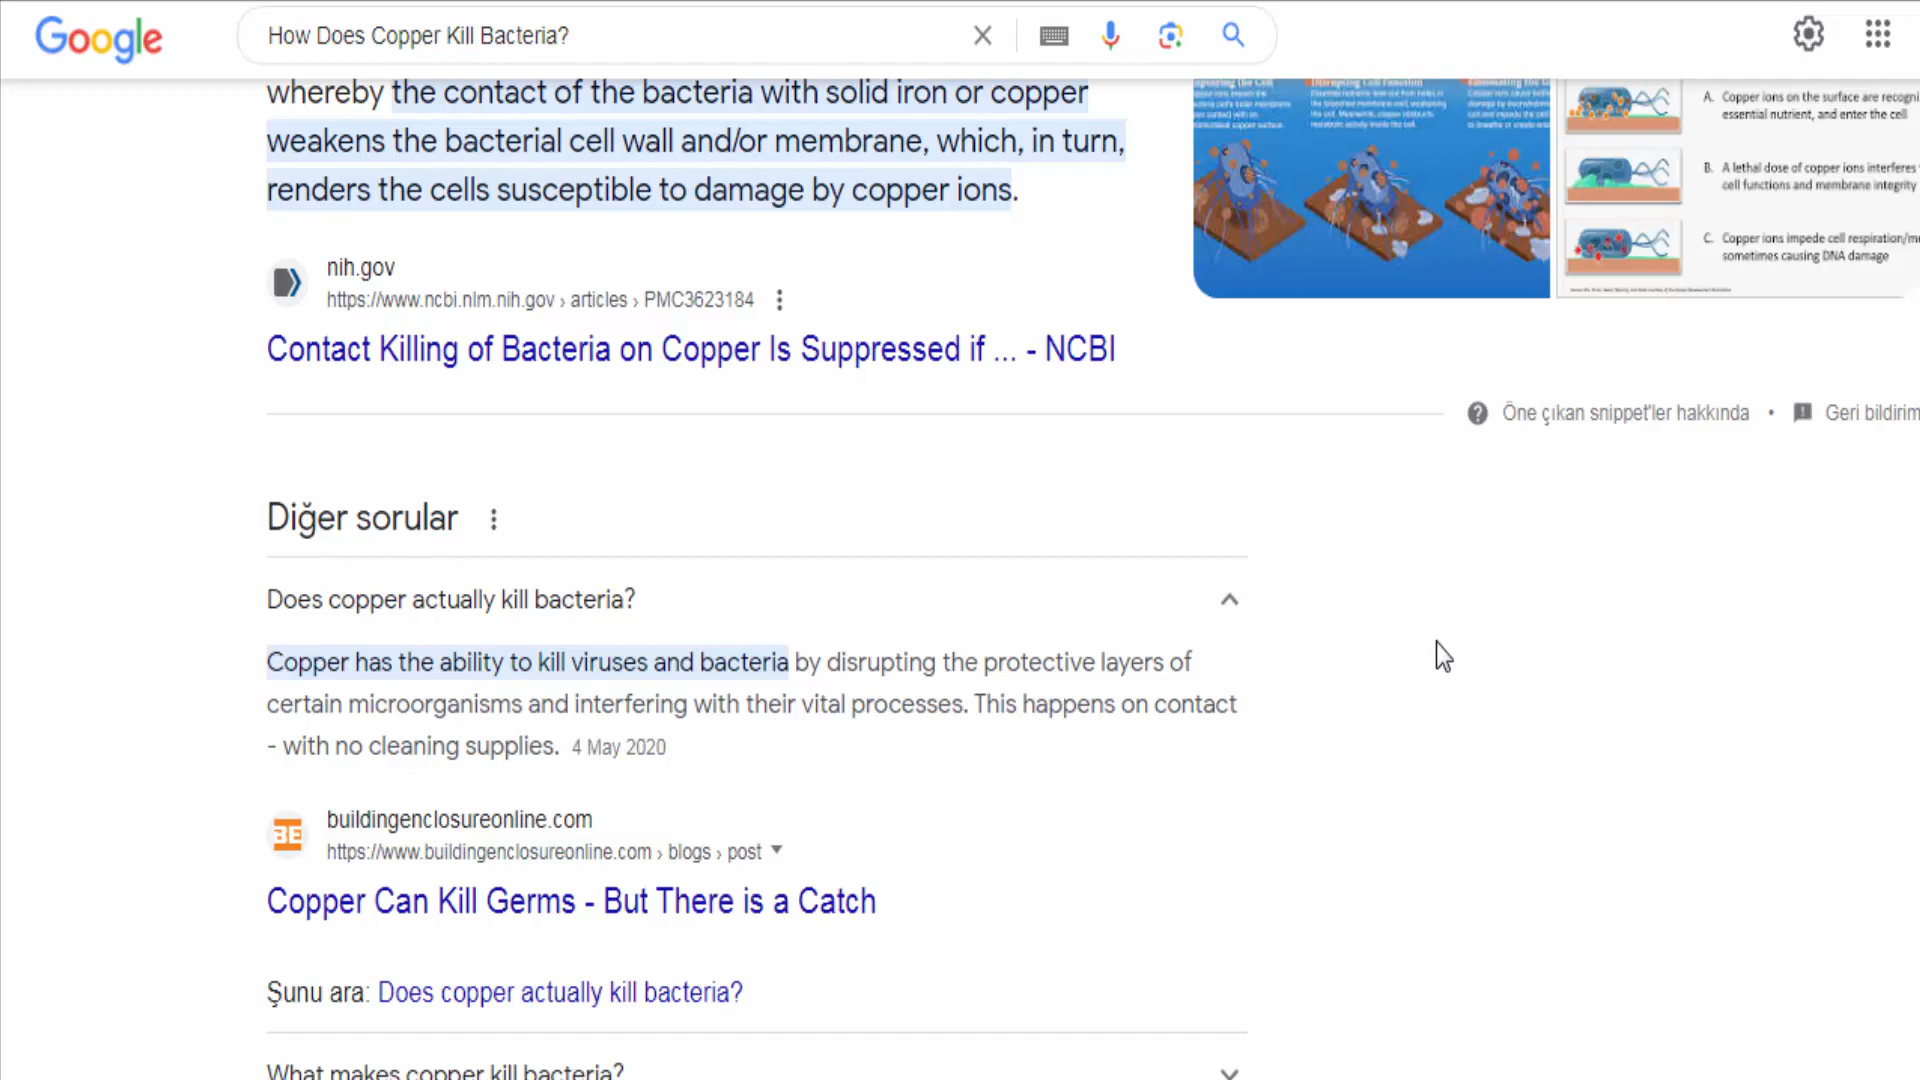 Google
How Does Copper Kill Bacteria?
whereby the contact of the bacteria with solid iron or copper
weakens the bacterial cell wall and/or membrane, which, in turn,
renders the cells susceptible to damage by copper ions.
A. Copper ions on the surface are recogni
essential nutrient, and enter the cell
B. A lethal dose of copper ions interferes
cell functions and membrane integrity
C. Copper ions impede cell respiration/me
sometimes causing DNA damage
nih.gov
https://www.ncbi.nlm.nih.gov › articles › PMC3623184
Contact Killing of Bacteria on Copper Is Suppressed if ... - NCBI
Öne çıkan snippet'ler hakkında • Geri bildirim
Diğer sorular
Does copper actually kill bacteria?
Copper has the ability to kill viruses and bacteria by disrupting the protective layers of
certain microorganisms and interfering with their vital processes. This happens on contact
- with no cleaning supplies. 4 May 2020
BE
buildingenclosureonline.com
https://www.buildingenclosureonline.com › blogs › post
Copper Can Kill Germs - But There is a Catch
Şunu ara: Does copper actually kill bacteria?
What makes copper kill bacteria?